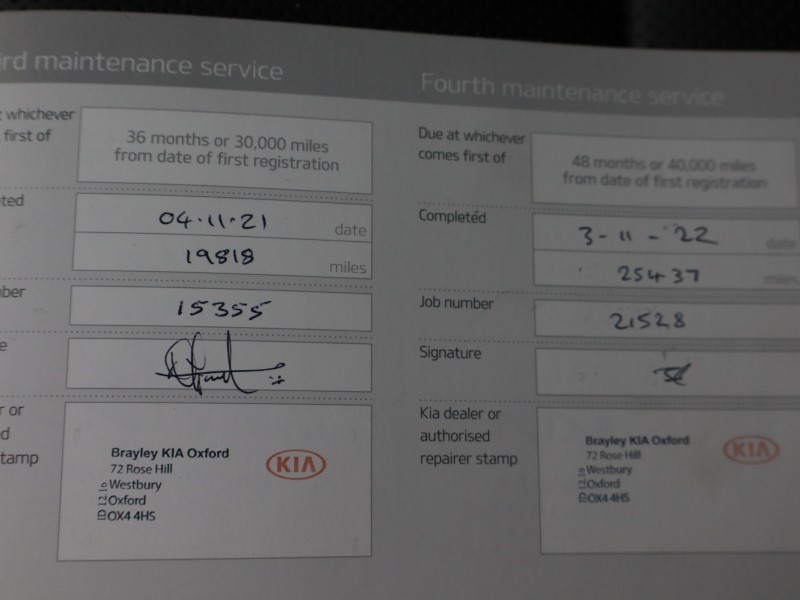 rd maintenance service
whichever
first of
36 months or 30,000 miles
from date of first registration
ted
04.11.21 date
19818 miles
ber
15355
e
r or
d
tamp
Brayley KIA Oxford
72 Rose Hill
Westbury
Oxford
OX4 4HS
KIA
Fourth maintenance service
Due at whichever
comes first of
48 months or 40,000 miles
from date of first registration
Completed
3-11-'22 date
25437 miles
Job number
21528
Signature
Kia dealer or
authorised
repairer stamp
Brayley KIA Oxford
72 Rose Hill
Westbury
Oxford
OX4 4HS
KIA